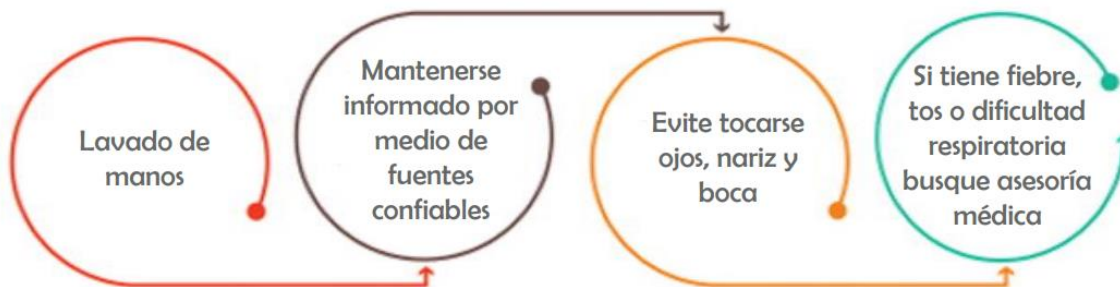 Lavado de
manos
Mantenerse
informado por
medio de
fuentes
confiables
Evite tocarse
ojos, nariz y
boca
Si tiene fiebre,
tos o dificultad
respiratoria
busque asesoría
médica